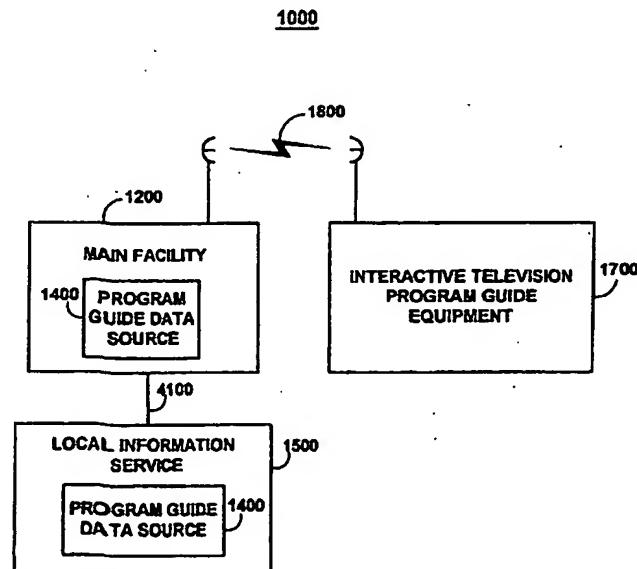 1000
1800
1200
MAIN FACILITY
1400
PROGRAM
GUIDE DATA
SOURCE
INTERACTIVE TELEVISION
PROGRAM GUIDE
EQUIPMENT
1700
4100
LOCAL INFORMATION
SERVICE
1500
PROGRAM GUIDE
DATA SOURCE
1400